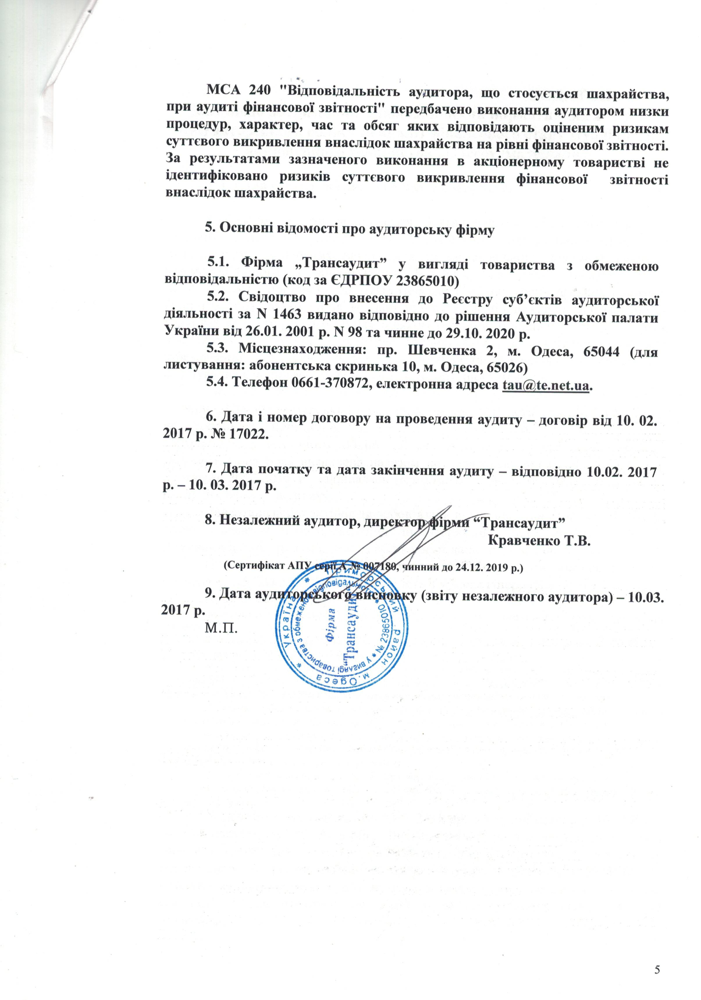 МСА 240 "Відповідальність аудитора, що стосується шахрайства,
при аудиті фінансової звітності" передбачено виконання аудитором низки
процедур, характер, час та обсяг яких відповідають оціненим ризикам
суттєвого викривлення внаслідок шахрайства на рівні фінансової звітності.
За результатами зазначеного виконання в акціонерному товаристві не
ідентифіковано ризиків суттєвого викривлення фінансової звітності
внаслідок шахрайства.
5. Основні відомості про аудиторську фірму
5.1. Фірма „Трансаудит” у вигляді товариства з обмеженою
відповідальністю (код за ЄДРПОУ 23865010)
5.2. Свідоцтво про внесення до Реєстру суб’єктів аудиторської
діяльності за N 1463 видано відповідно до рішення Аудиторської палати
України від 26.01. 2001 р. N 98 та чинне до 29.10. 2020 р.
5.3. Місцезнаходження: пр. Шевченка 2, м. Одеса, 65044 (для
листування: абонентська скринька 10, м. Одеса, 65026)
5.4. Телефон 0661-370872, електронна адреса tau@te.net.ua.
6. Дата і номер договору на проведення аудиту – договір від 10. 02.
2017 р. № 17022.
7. Дата початку та дата закінчення аудиту – відповідно 10.02. 2017
р. – 10. 03. 2017 р.
8. Незалежний аудитор, директор фірми “Трансаудит”
Кравченко Т.В.
(Сертифікат АПУ серії А № 007180, чинний до 24.12. 2019 р.)
9. Дата аудиторського висновку (звіту незалежного аудитора) – 10.03.
2017 р.
М.П.
* Україна * Приморський район м. Одеса
у вигляді товариства з обмеженою відповідальністю * № 23865010 *
Фірма
“Трансаудит”
5